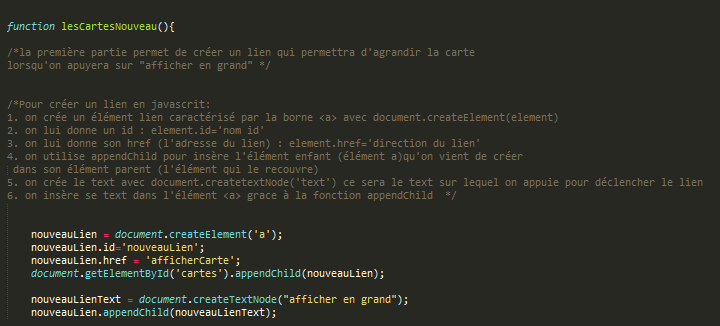 function lesCartesNouveau(){
/*la première partie permet de créer un lien qui permettra d'agrandir la carte
lorsqu'on apuyera sur "afficher en grand" */
/*Pour créer un lien en javascrit:
1. on crée un élément lien caractérisé par la borne <a> avec document.createElement(element)
2. on lui donne un id : element.id='nom id'
3. on lui donne son href (l'adresse du lien) : element.href='direction du lien'
4. on utilise appendChild pour insère l'élément enfant (élément a)qu'on vient de créer
dans son élément parent (l'élément qui le recouvre)
5. on crée le text avec document.createtextNode('text') ce sera le text sur lequel on appuie pour déclencher le lien
6. on insère se text dans l'élément <a> grace à la fonction appendChild */
nouveauLien = document.createElement('a');
nouveauLien.id='nouveauLien';
nouveauLien.href = 'afficherCarte';
document.getElementById('cartes').appendChild(nouveauLien);
nouveauLienText = document.createTextNode("afficher en grand");
nouveauLien.appendChild(nouveauLienText);